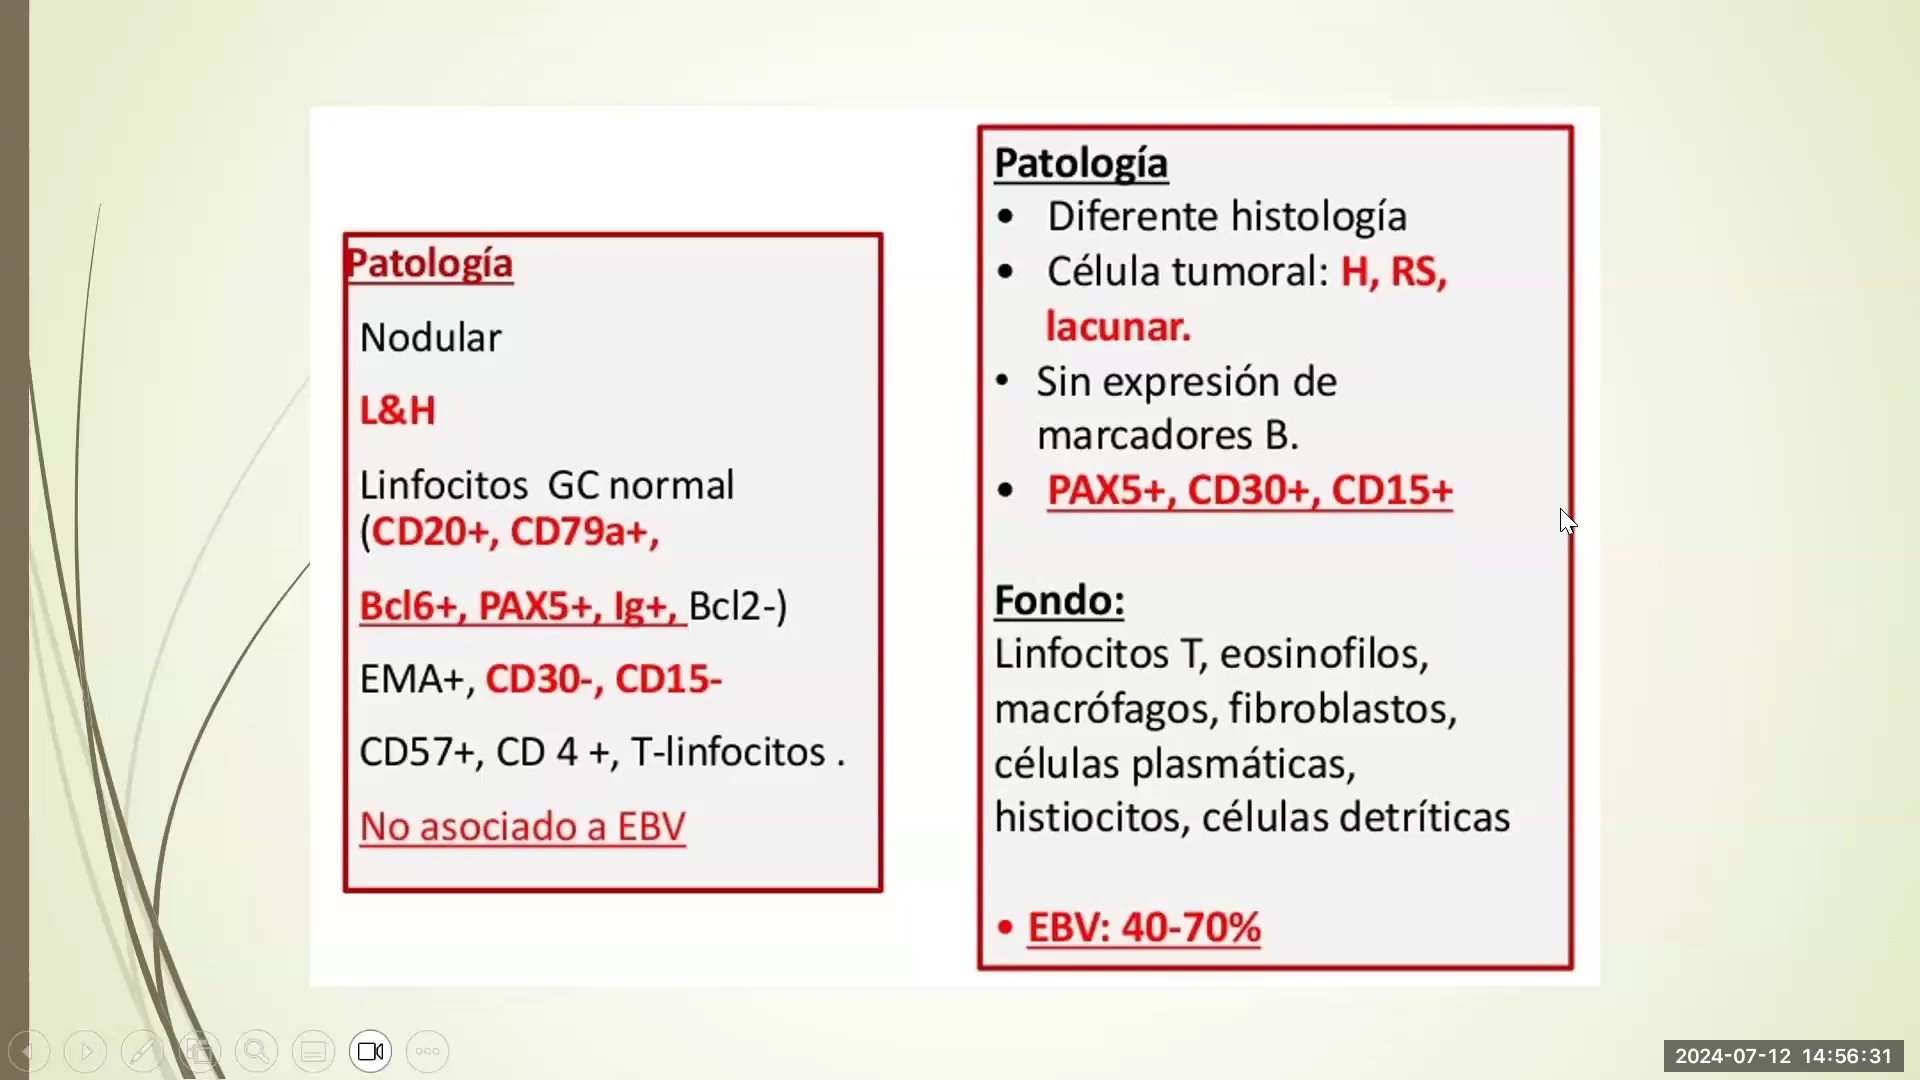 Patología
Nodular
L&H
Linfocitos GC normal
(CD20+, CD79a+,
Bcl6+, PAX5+, Ig+, Bcl2-)
EMA+, CD30-, CD15-
CD57+, CD 4 +, T-linfocitos .
No asociado a EBV
Patología
• Diferente histología
• Célula tumoral: H, RS,
lacunar.
• Sin expresión de
marcadores B.
• PAX5+, CD30+, CD15+
Fondo:
Linfocitos T, eosinofilos,
macrófagos, fibroblastos,
células plasmáticas,
histiocitos, células detríticas
• EBV: 40-70%
2024-07-12 14:56:31